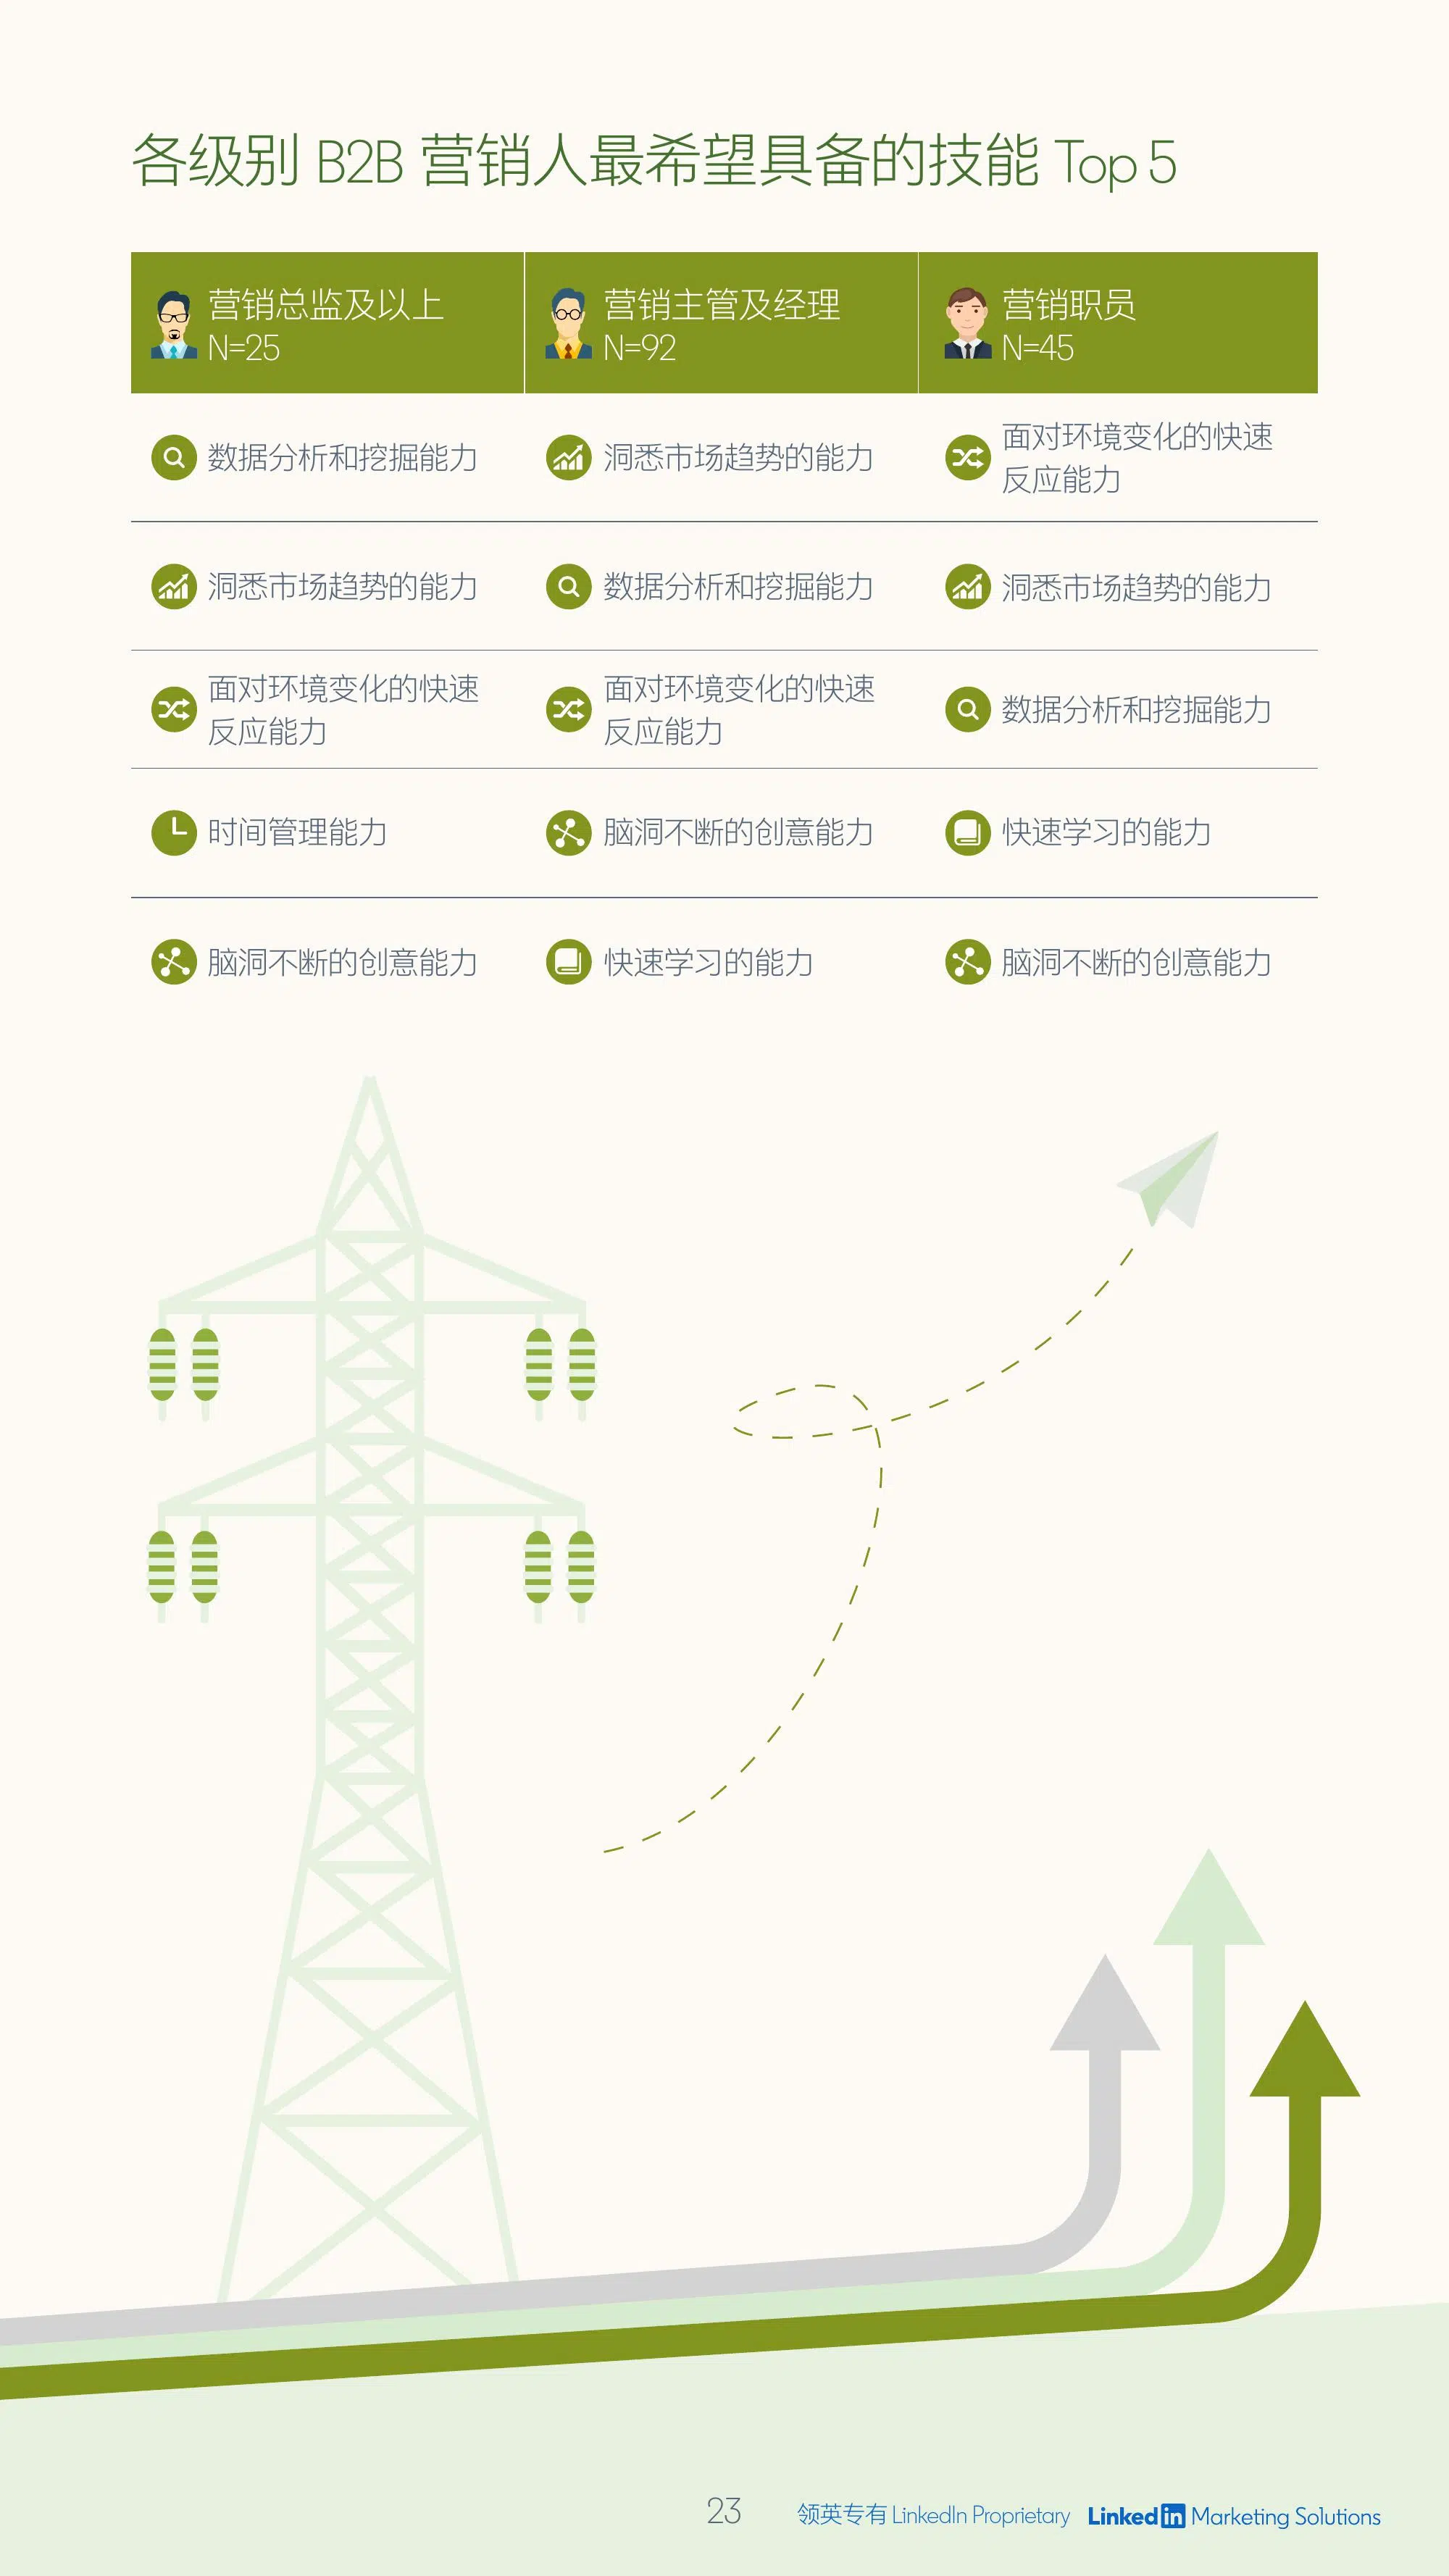 各级别 B2B 营销人最希望具备的技能 Top 5
营销总监及以上
N=25
营销主管及经理
N=92
营销职员
N=45
数据分析和挖掘能力
洞悉市场趋势的能力
面对环境变化的快速
反应能力
洞悉市场趋势的能力
数据分析和挖掘能力
洞悉市场趋势的能力
面对环境变化的快速
反应能力
面对环境变化的快速
反应能力
数据分析和挖掘能力
时间管理能力
脑洞不断的创意能力
快速学习的能力
脑洞不断的创意能力
快速学习的能力
脑洞不断的创意能力
23
领英专有 LinkedIn Proprietary
LinkedIn Marketing Solutions